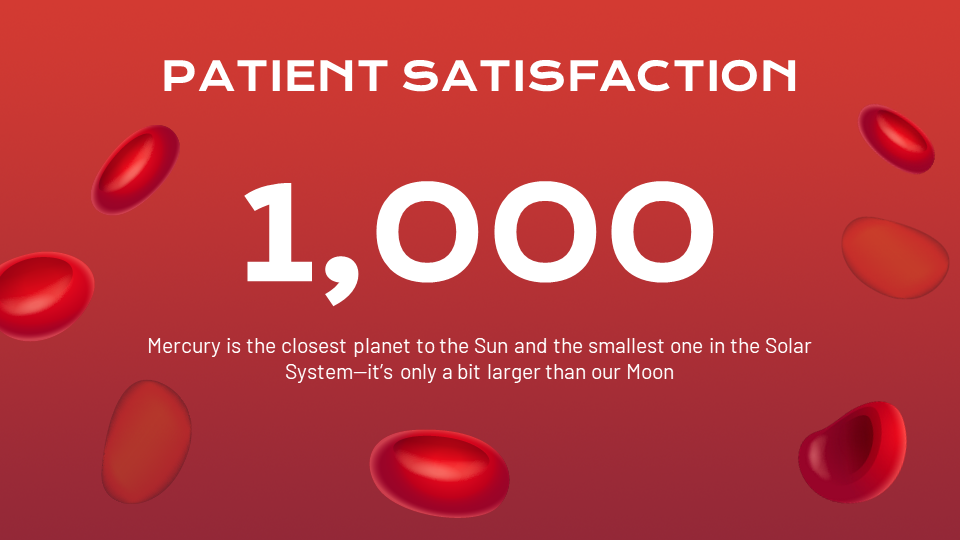 PATIENT SATISFACTION
1,000
Mercury is the closest planet to the Sun and the smallest one in the Solar
System—it’s only a bit larger than our Moon